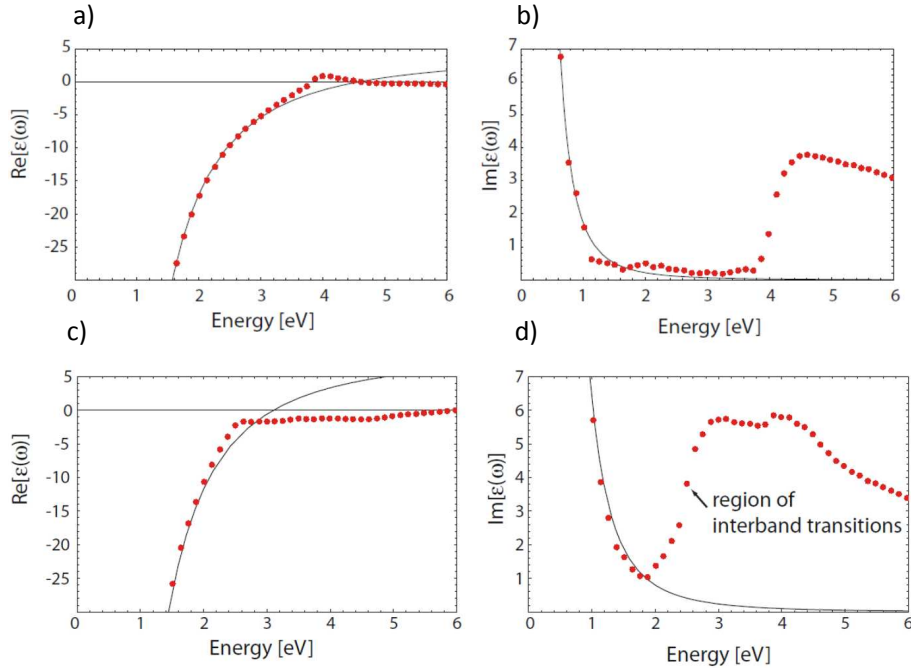 a)
b)
5
0
-5
-10
-15
-20
-25
Re[ε(ω)]
0 1 2 3 4 5 6
Energy [eV]
7
6
5
4
3
2
1
Im[ε(ω)]
0 1 2 3 4 5 6
Energy [eV]
c)
d)
5
0
-5
-10
-15
-20
-25
Re[ε(ω)]
0 1 2 3 4 5 6
Energy [eV]
7
6
5
4
3
2
1
Im[ε(ω)]
region of
interband transitions
0 1 2 3 4 5 6
Energy [eV]